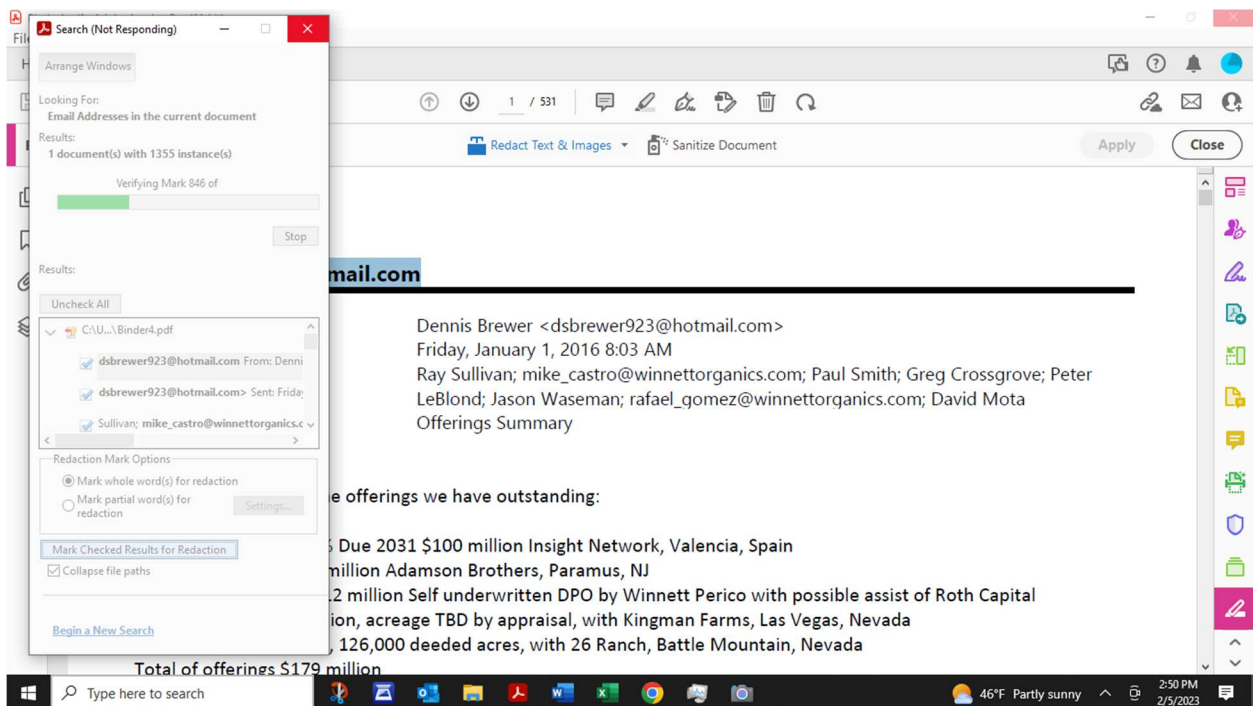 Search (Not Responding)
Arrange Windows
Looking For:
Email Addresses in the current document
Results:
1 document(s) with 1355 instance(s)
Verifying Mark 846 of
Stop
Results:
Uncheck All
C:\U...\Binder4.pdf
dsbrewer923@hotmail.com From: Denni
dsbrewer923@hotmail.com> Sent: Friday
Sullivan; mike_castro@winnettorganics.c
Redaction Mark Options
Mark whole word(s) for redaction
Mark partial word(s) for
redaction
Settings...
Mark Checked Results for Redaction
Collapse file paths
Begin a New Search
1 / 531
Redact Text & Images
Sanitize Document
Apply
Close
mail.com
Dennis Brewer <dsbrewer923@hotmail.com>
Friday, January 1, 2016 8:03 AM
Ray Sullivan; mike_castro@winnettorganics.com; Paul Smith; Greg Crossgrove; Peter
LeBlond; Jason Waseman; rafael_gomez@winnettorganics.com; David Mota
Offerings Summary
e offerings we have outstanding:
Due 2031 $100 million Insight Network, Valencia, Spain
million Adamson Brothers, Paramus, NJ
.2 million Self underwritten DPO by Winnett Perico with possible assist of Roth Capital
ion, acreage TBD by appraisal, with Kingman Farms, Las Vegas, Nevada
, 126,000 deeded acres, with 26 Ranch, Battle Mountain, Nevada
Total of offerings $179 million
Type here to search
46°F Partly sunny
2:50 PM
2/5/2023